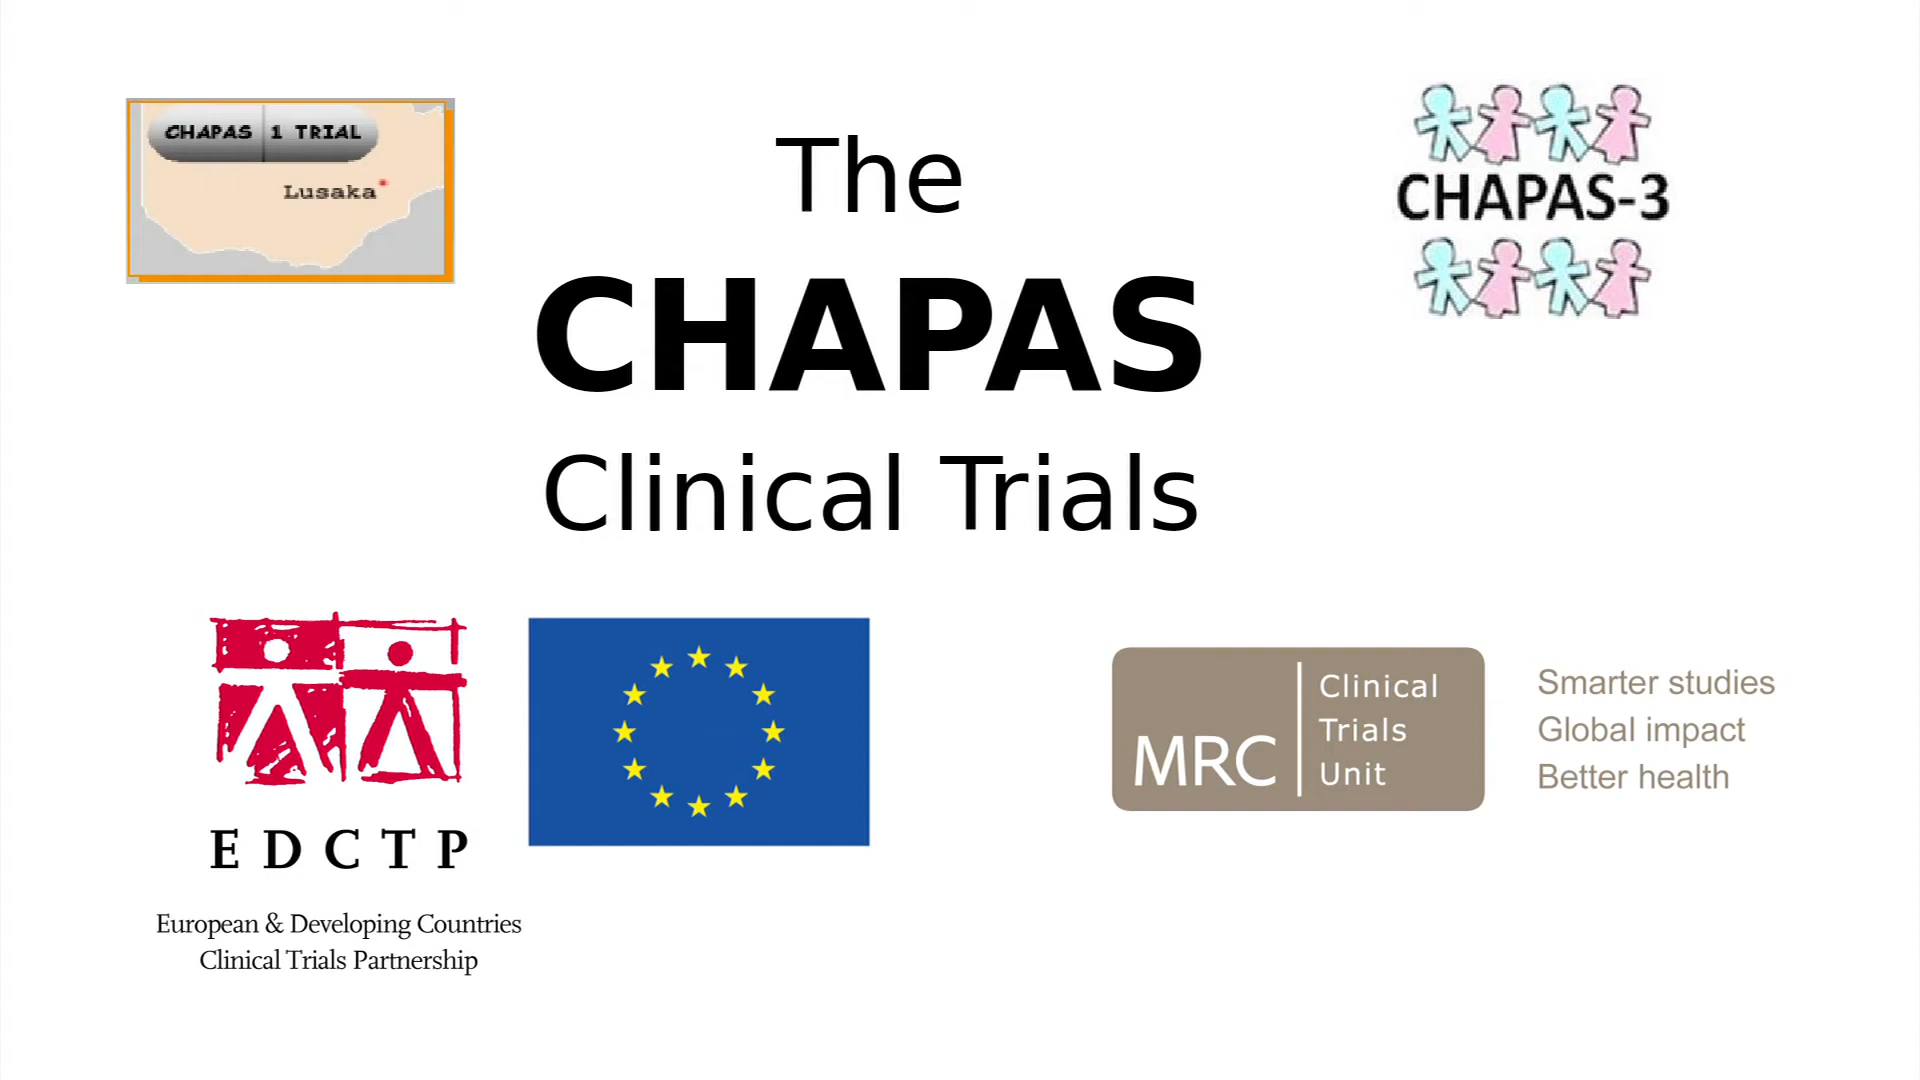 CHAPAS 1 TRIAL
Lusaka
The
CHAPAS
Clinical Trials
CHAPAS-3
EDCTP
European & Developing Countries
Clinical Trials Partnership
MRC
Clinical
Trials
Unit
Smarter studies
Global impact
Better health